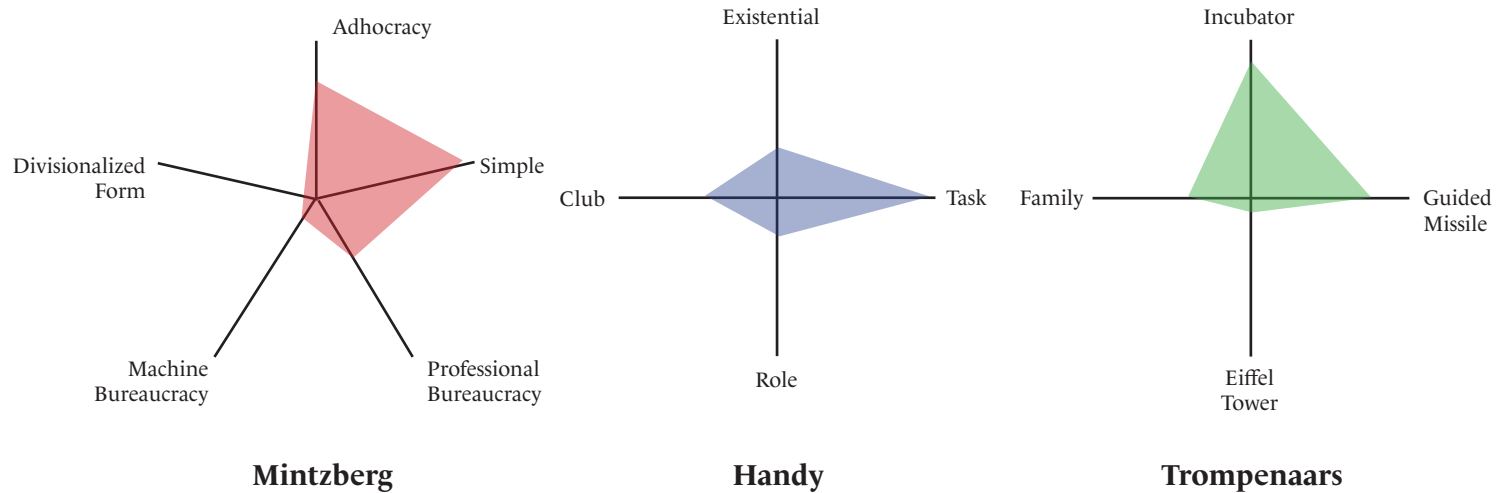 Adhocracy
Simple
Professional
Bureaucracy
Machine
Bureaucracy
Divisionalized
Form
Mintzberg
Existential
Task
Role
Club
Handy
Incubator
Guided
Missile
Eiffel
Tower
Family
Trompenaars